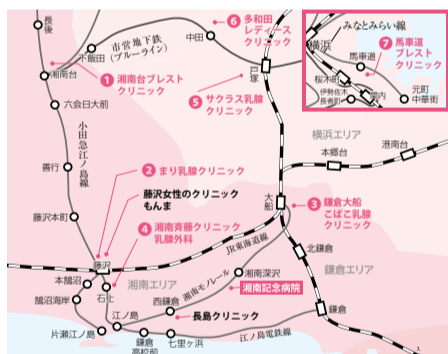 長後
市営地下鉄
(ブルーライン)
下飯田
中田
湘南台
1 湘南台ブレスト
クリニック
6 多和田
レディース
クリニック
5 サクラス乳腺
クリニック
戸塚
みなとみらい線
横浜
馬車道
7 馬車道
ブレスト
クリニック
桜木町
伊勢佐木
長者町
関内
元町
中華街
六会日大前
小田急江ノ島線
善行
藤沢本町
横浜エリア
本郷台
港南台
2 まり乳腺クリニック
藤沢女性のクリニック
もんま
4 湘南斉藤クリニック
乳腺外科
大船
3 鎌倉大船
こばこ乳腺
クリニック
藤沢
JR東海道線
北鎌倉
本鵠沼
石上
湘南エリア
鎌倉エリア
湘南モノレール
湘南深沢
湘南記念病院
鵠沼海岸
西鎌倉
江ノ島
長島クリニック
鎌倉
片瀬江ノ島
鎌倉
高校前
七里ヶ浜
江ノ島電鉄線